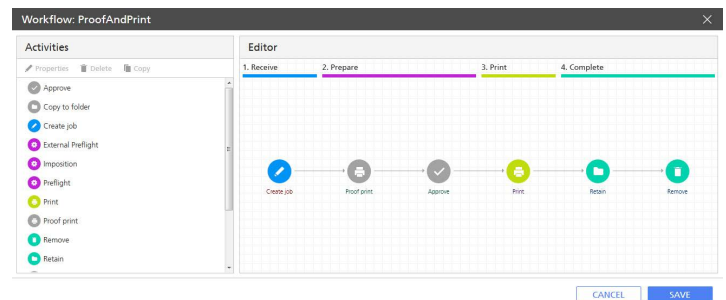 Workflow: ProofAndPrint
Activities
Properties Delete Copy
Approve
Copy to folder
Create job
External Preflight
Imposition
Preflight
Print
Proof print
Remove
Retain
Editor
1. Receive 2. Prepare 3. Print 4. Complete
Create job Proof print Approve Print Retain Remove
CANCEL SAVE